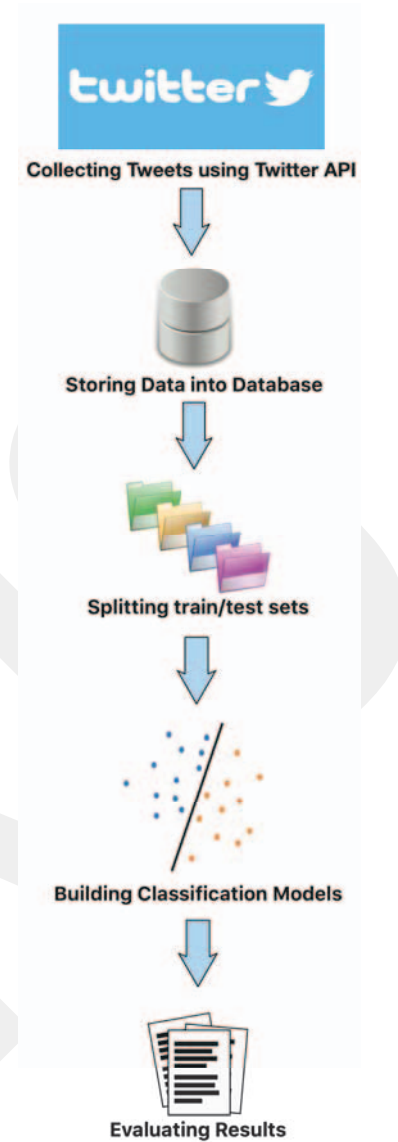 twitter
Collecting Tweets using Twitter API
Storing Data into Database
Splitting train/test sets
Building Classification Models
Evaluating Results